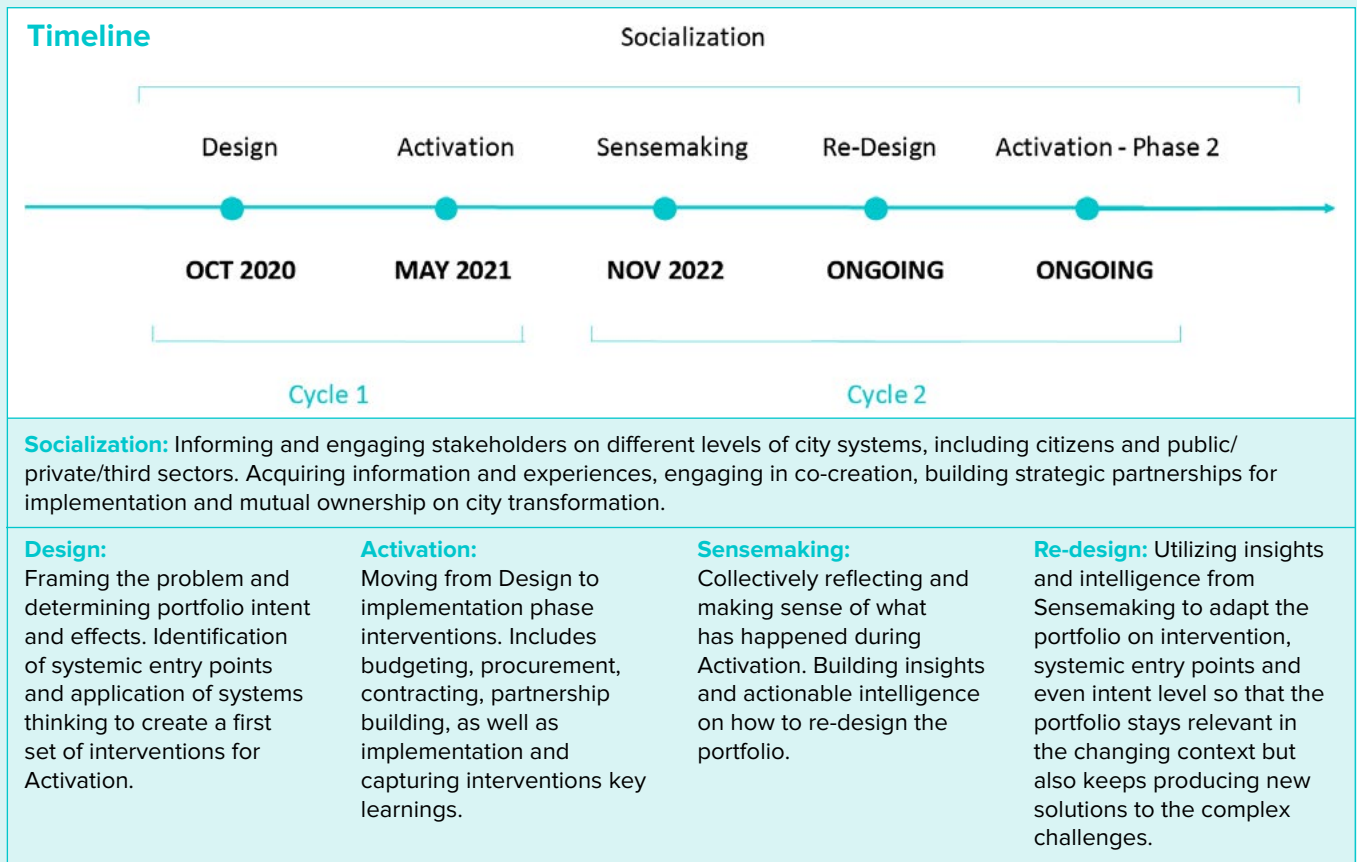 Timeline
Socialization
Design
Activation
Sensemaking
Re-Design
Activation - Phase 2
OCT 2020
MAY 2021
NOV 2022
ONGOING
ONGOING
Cycle 1
Cycle 2
Socialization: Informing and engaging stakeholders on different levels of city systems, including citizens and public/
private/third sectors. Acquiring information and experiences, engaging in co-creation, building strategic partnerships for
implementation and mutual ownership on city transformation.
Design:
Framing the problem and
determining portfolio intent
and effects. Identification
of systemic entry points
and application of systems
thinking to create a first
set of interventions for
Activation.
Activation:
Moving from Design to
implementation phase
interventions. Includes
budgeting, procurement,
contracting, partnership
building, as well as
implementation and
capturing interventions key
learnings.
Sensemaking:
Collectively reflecting and
making sense of what
has happened during
Activation. Building insights
and actionable intelligence
on how to re-design the
portfolio.
Re-design: Utilizing insights
and intelligence from
Sensemaking to adapt the
portfolio on intervention,
systemic entry points and
even intent level so that the
portfolio stays relevant in
the changing context but
also keeps producing new
solutions to the complex
challenges.